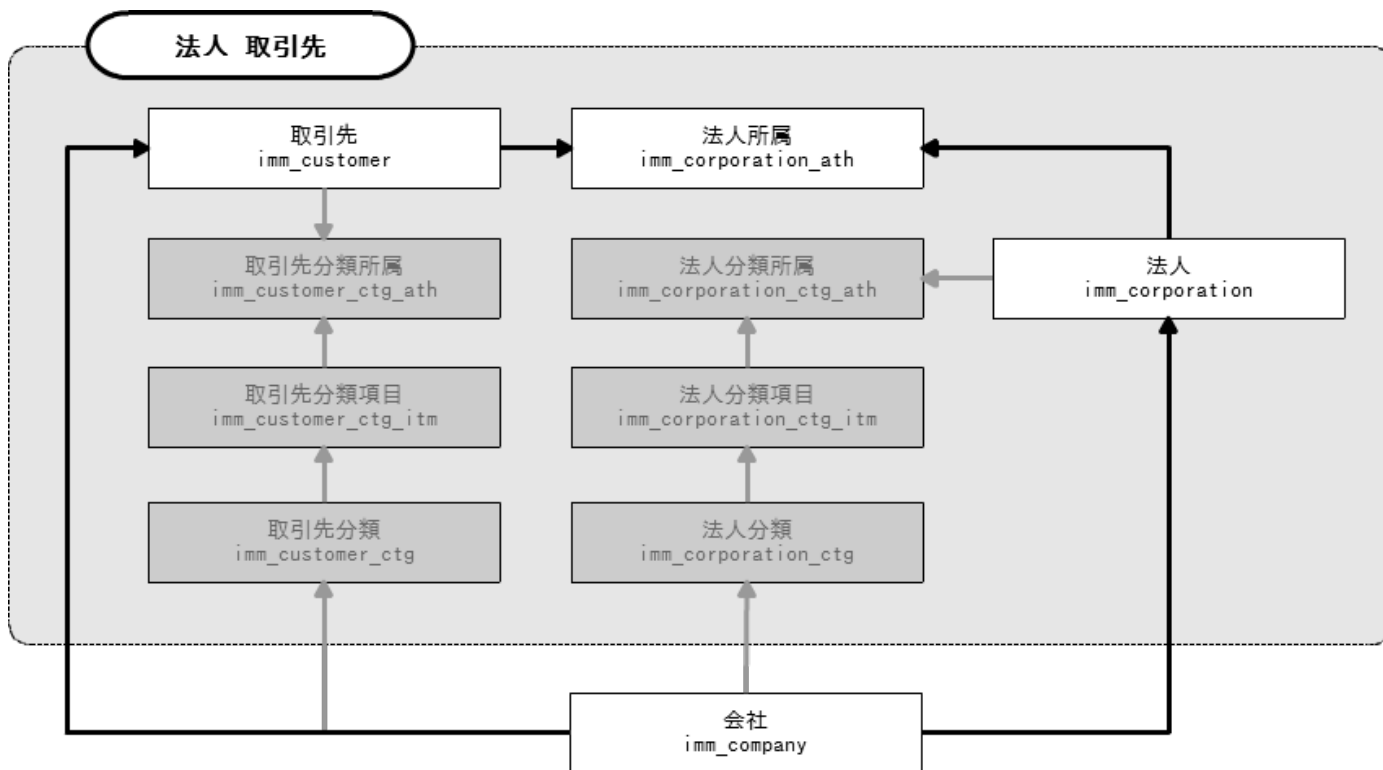 法人 取引先
取引先
imm_customer
法人所属
imm_corporation_ath
取引先分類所属
imm_customer_ctg_ath
法人分類所属
imm_corporation_ctg_ath
法人
imm_corporation
取引先分類項目
imm_customer_ctg_itm
法人分類項目
imm_corporation_ctg_itm
取引先分類
imm_customer_ctg
法人分類
imm_corporation_ctg
会社
imm_company